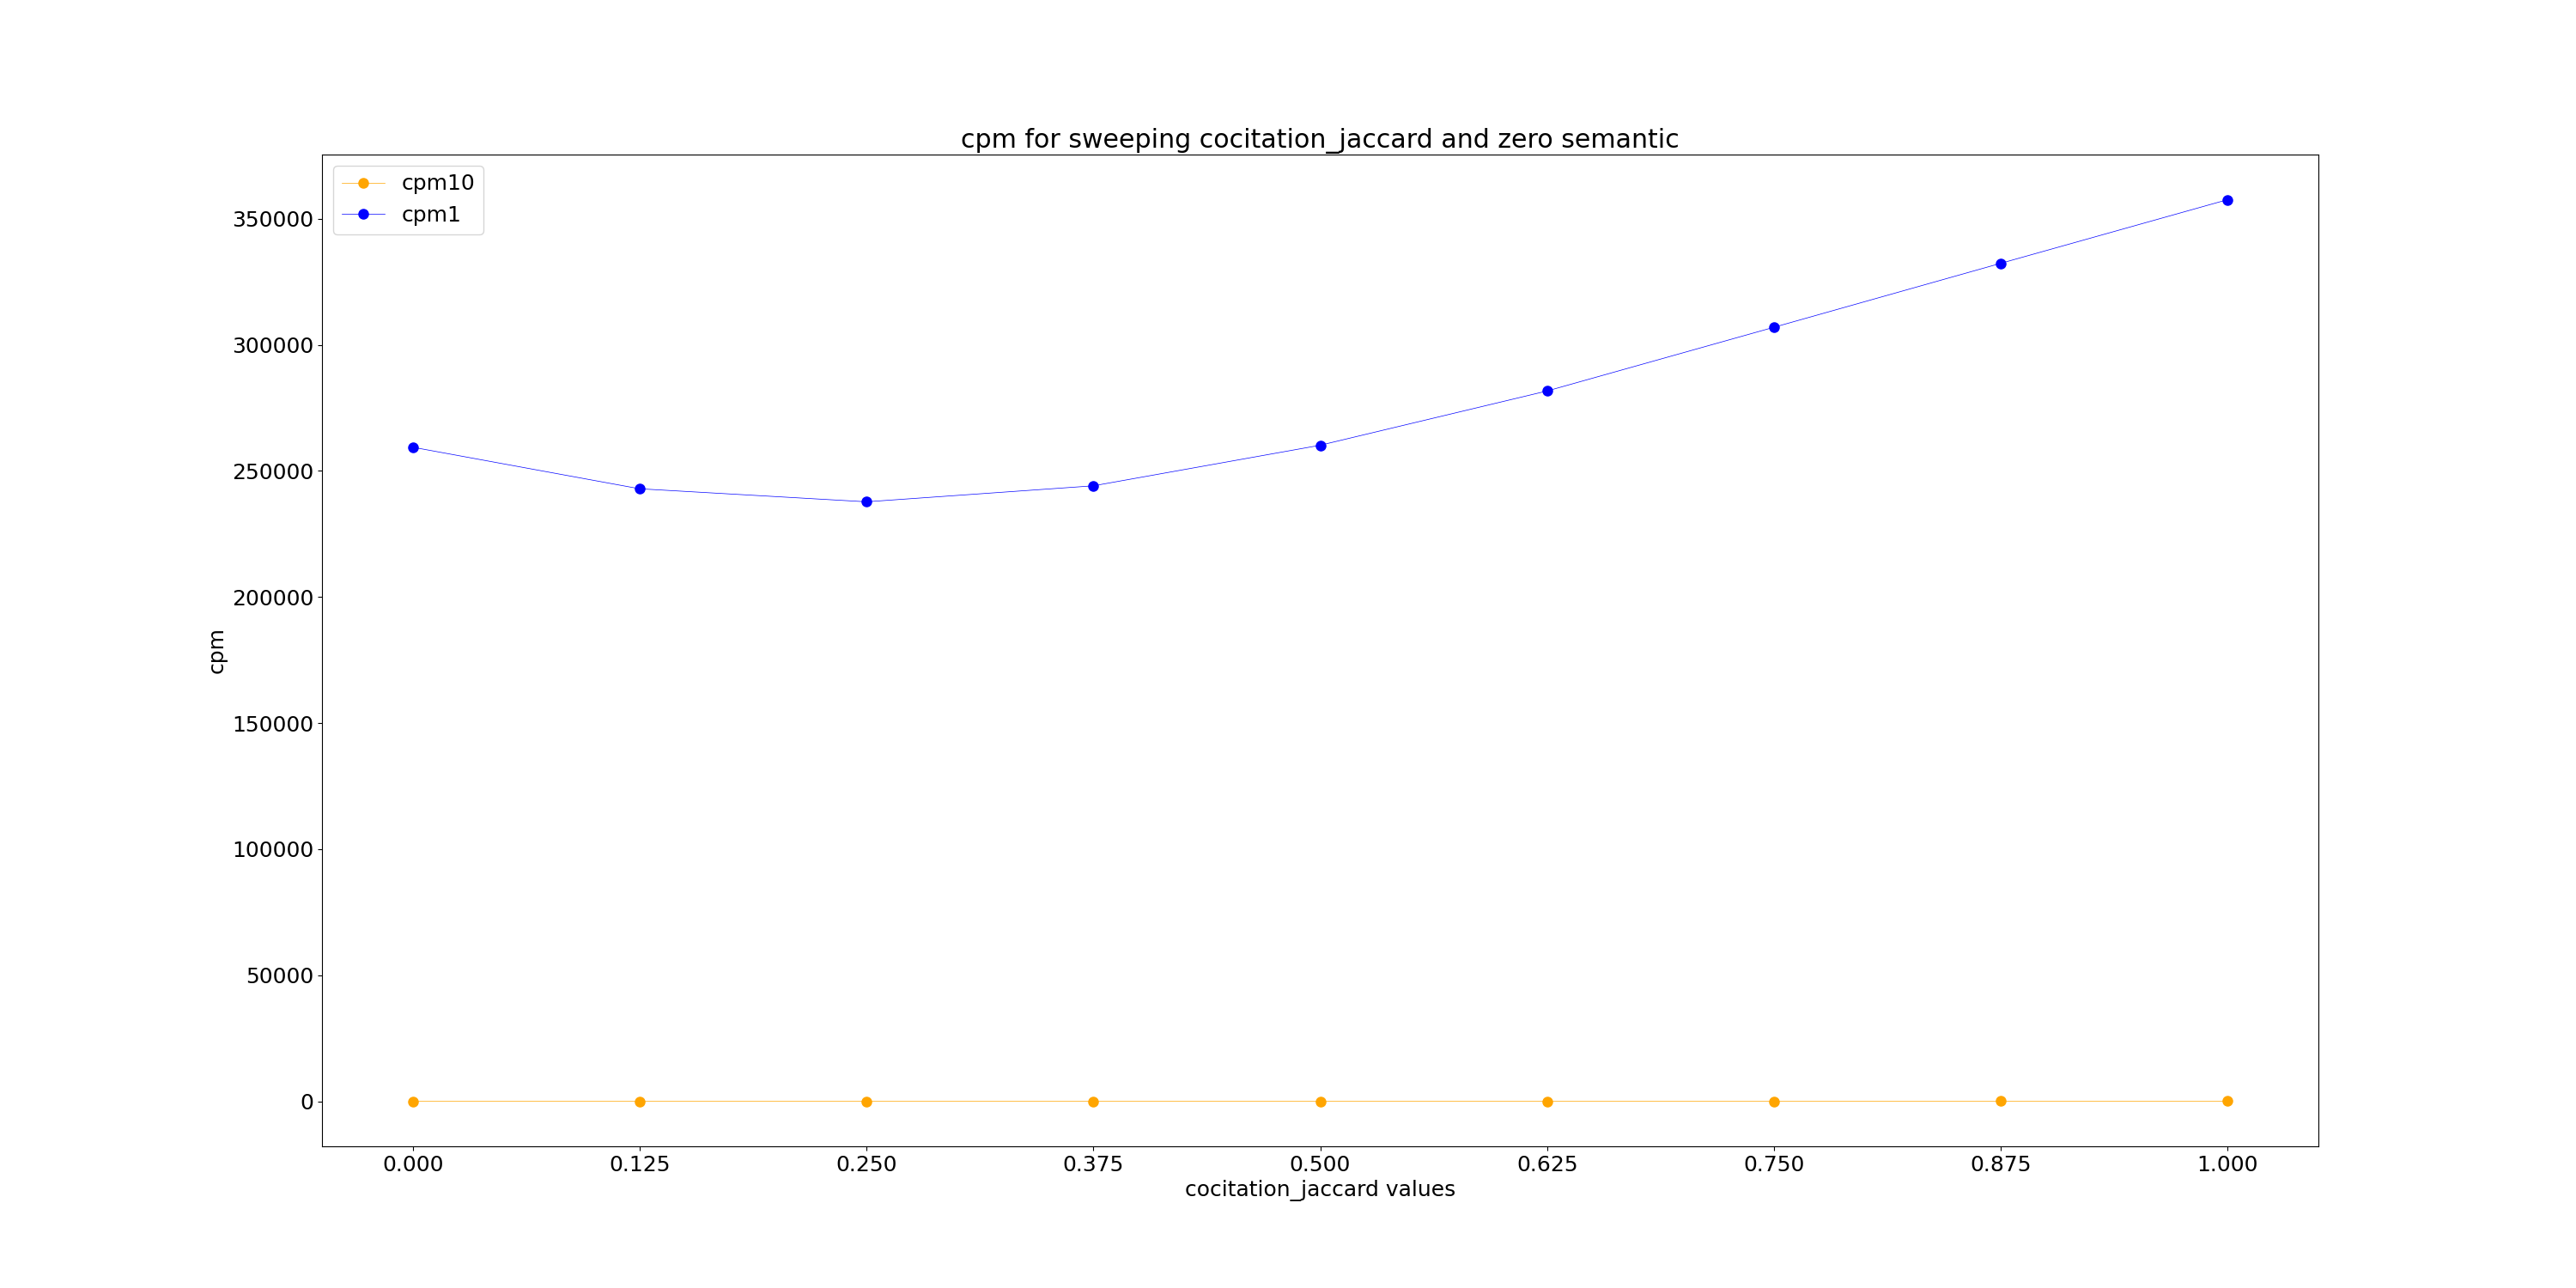 cpm for sweeping cocitation_jaccard and zero semantic
cpm10
cpm1
350000
300000
250000
200000
150000
100000
50000
0
cpm
0.000 0.125 0.250 0.375 0.500 0.625 0.750 0.875 1.000
cocitation_jaccard values